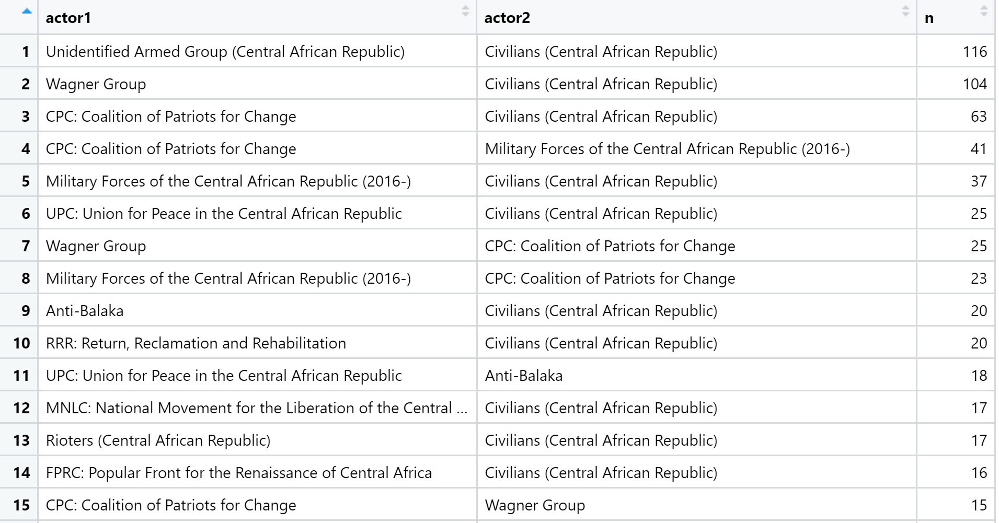 actor1 actor2 n
1 Unidentified Armed Group (Central African Republic) Civilians (Central African Republic) 116
2 Wagner Group Civilians (Central African Republic) 104
3 CPC: Coalition of Patriots for Change Civilians (Central African Republic) 63
4 CPC: Coalition of Patriots for Change Military Forces of the Central African Republic (2016-) 41
5 Military Forces of the Central African Republic (2016-) Civilians (Central African Republic) 37
6 UPC: Union for Peace in the Central African Republic Civilians (Central African Republic) 25
7 Wagner Group CPC: Coalition of Patriots for Change 25
8 Military Forces of the Central African Republic (2016-) CPC: Coalition of Patriots for Change 23
9 Anti-Balaka Civilians (Central African Republic) 20
10 RRR: Return, Reclamation and Rehabilitation Civilians (Central African Republic) 20
11 UPC: Union for Peace in the Central African Republic Anti-Balaka 18
12 MNLC: National Movement for the Liberation of the Central ... Civilians (Central African Republic) 17
13 Rioters (Central African Republic) Civilians (Central African Republic) 17
14 FPRC: Popular Front for the Renaissance of Central Africa Civilians (Central African Republic) 16
15 CPC: Coalition of Patriots for Change Wagner Group 15